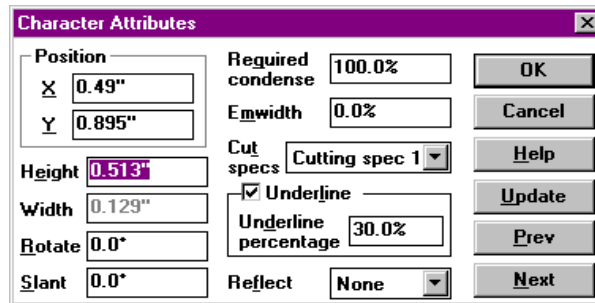 Character Attributes
Position
X 0.49"
Y 0.895"
Height 0.513"
Width 0.129"
Rotate 0.0°
Slant 0.0°
Required
condense 100.0%
Emwidth 0.0%
Cut
specs Cutting spec 1
Underline
Underline
percentage 30.0%
Reflect None
OK
Cancel
Help
Update
Prev
Next